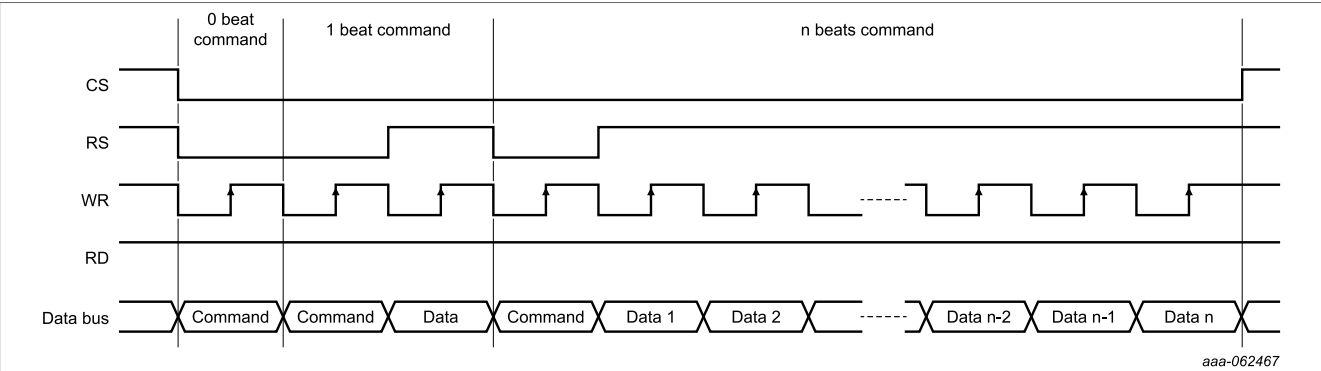 0 beat
command
1 beat command
n beats command
CS
RS
WR
RD
Data bus
Command
Command
Data
Command
Data 1
Data 2
Data n-2
Data n-1
Data n
aaa-062467